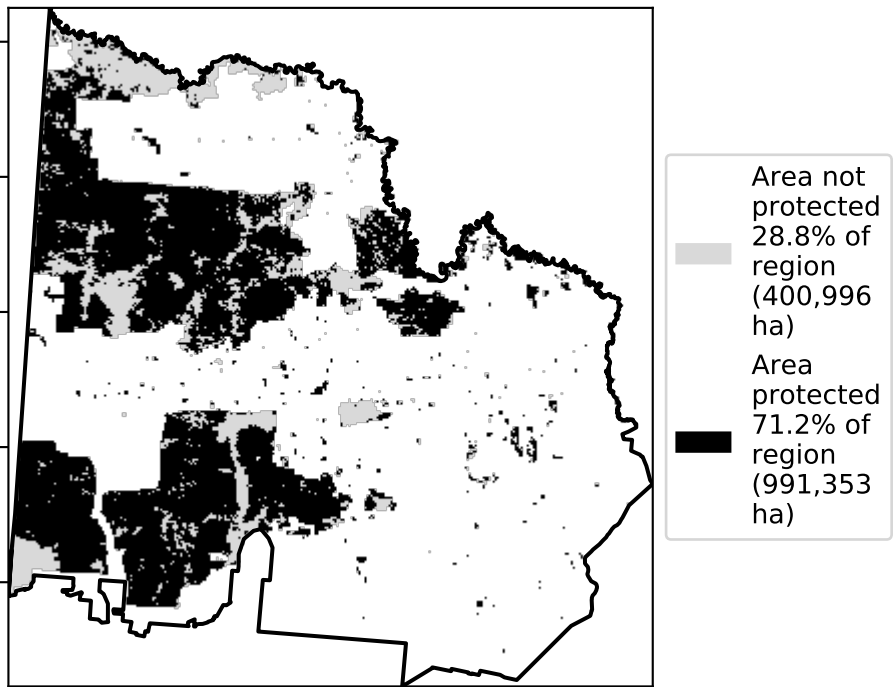 Area not
protected
28.8% of
region
(400,996
ha)
Area
protected
71.2% of
region
(991,353
ha)